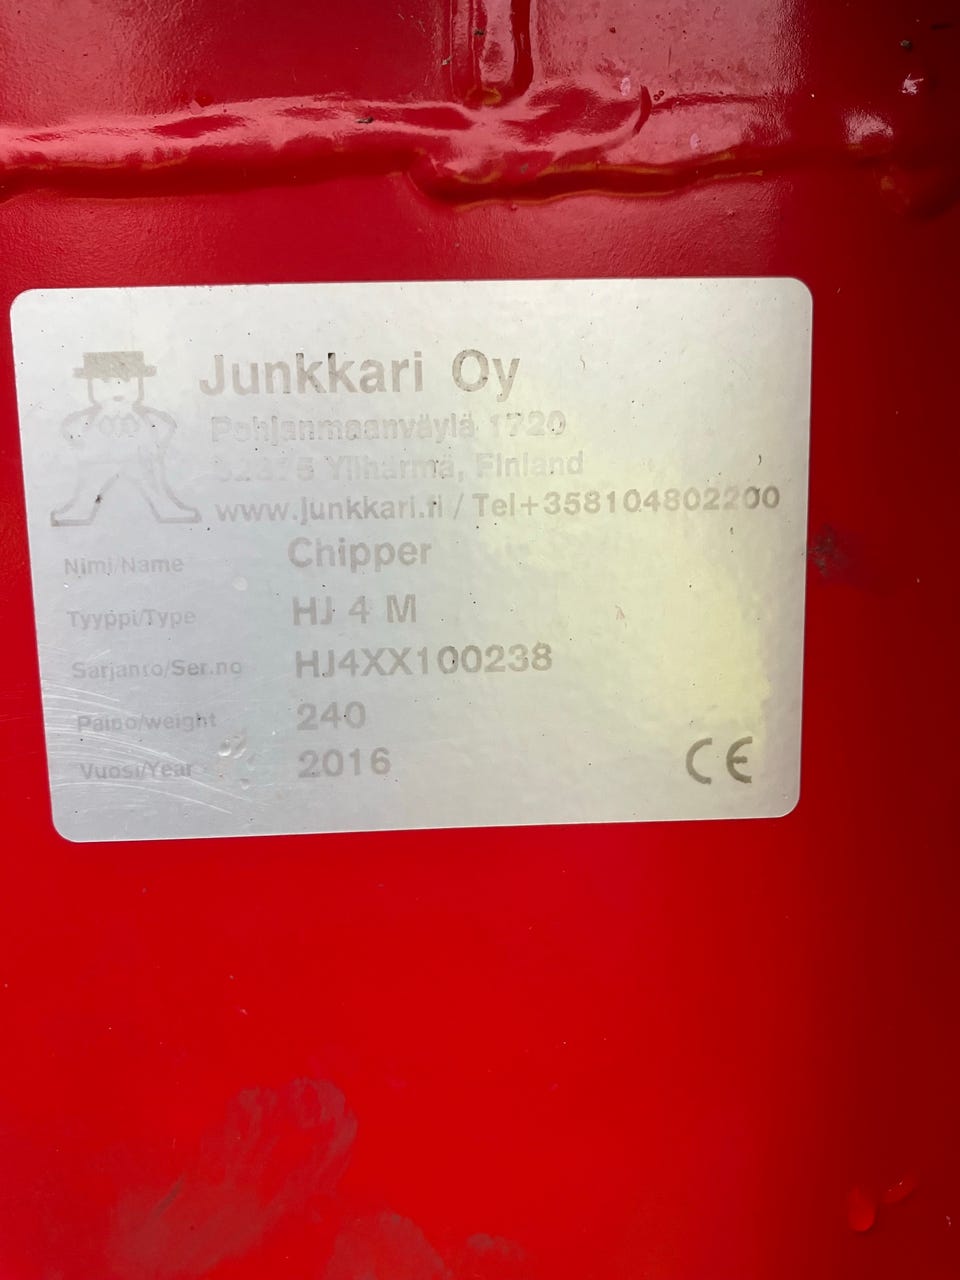 Junkkari Oy
Pohjanmaanväylä 1720
62375 Ylihärmä, Finland
www.junkkari.fi / Tel+358104802200
Nimi/Name Chipper
Tyyppi/Type HJ 4 M
Sarjanro/Ser.no HJ4XX100238
Paino/weight 240
Vuosi/Year 2016
CE